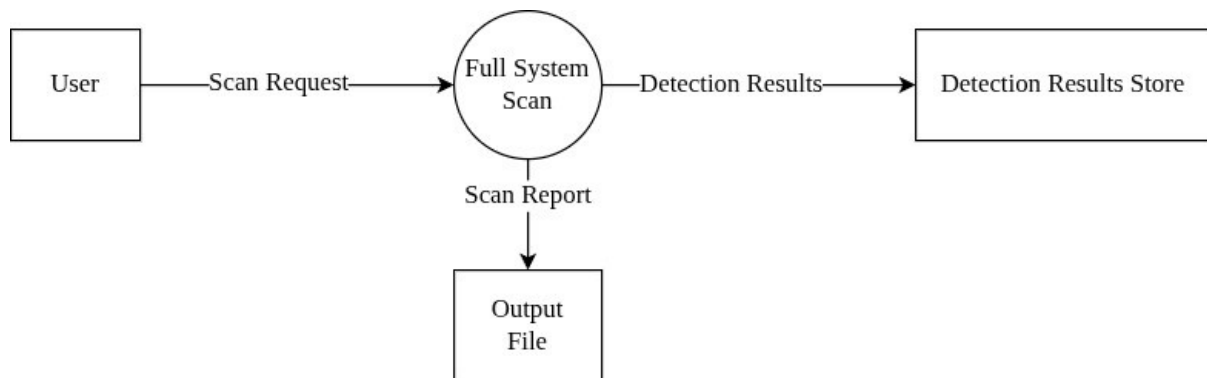 User
Scan Request
Full System
Scan
Detection Results
Detection Results Store
Scan Report
Output
File